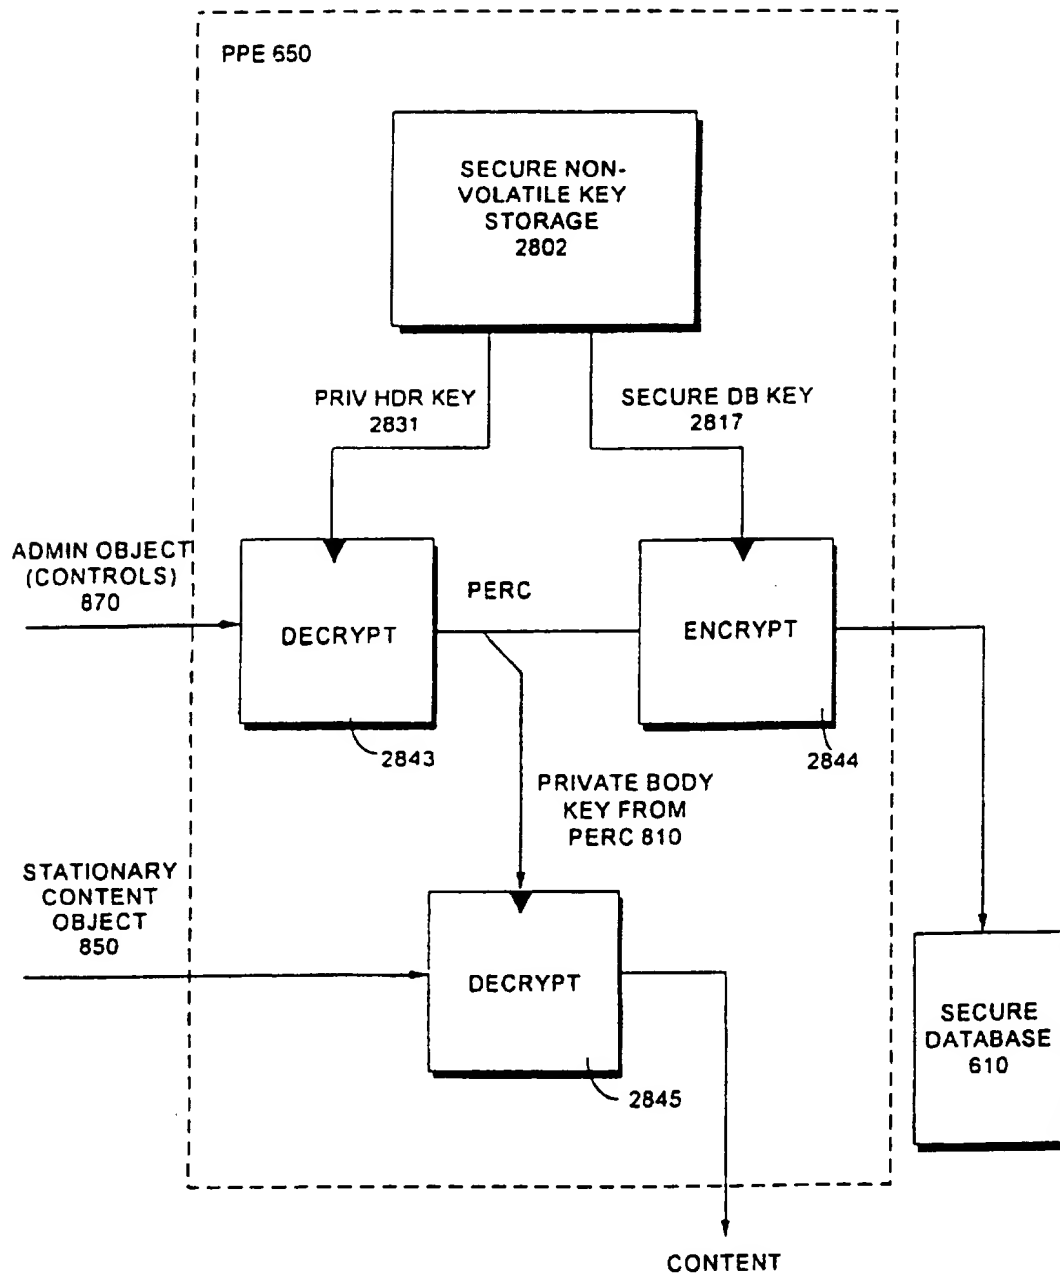 PPE 650
SECURE NON-
VOLATILE KEY
STORAGE
2802
PRIV HDR KEY
2831
SECURE DB KEY
2817
ADMIN OBJECT
(CONTROLS)
870
DECRYPT
PERC
ENCRYPT
2843
2844
PRIVATE BODY
KEY FROM
PERC 810
STATIONARY
CONTENT
OBJECT
850
DECRYPT
2845
SECURE
DATABASE
610
CONTENT